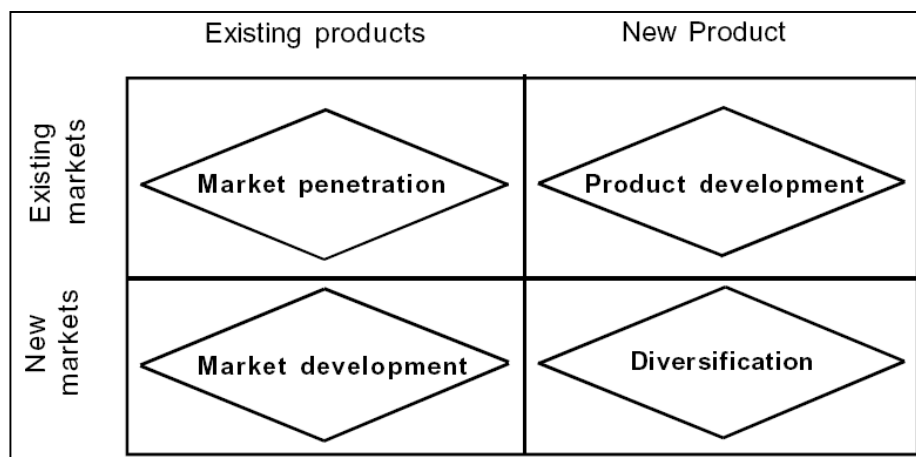 Existing products
New Product
Existing
markets
Market penetration
Product development
New
markets
Market development
Diversification